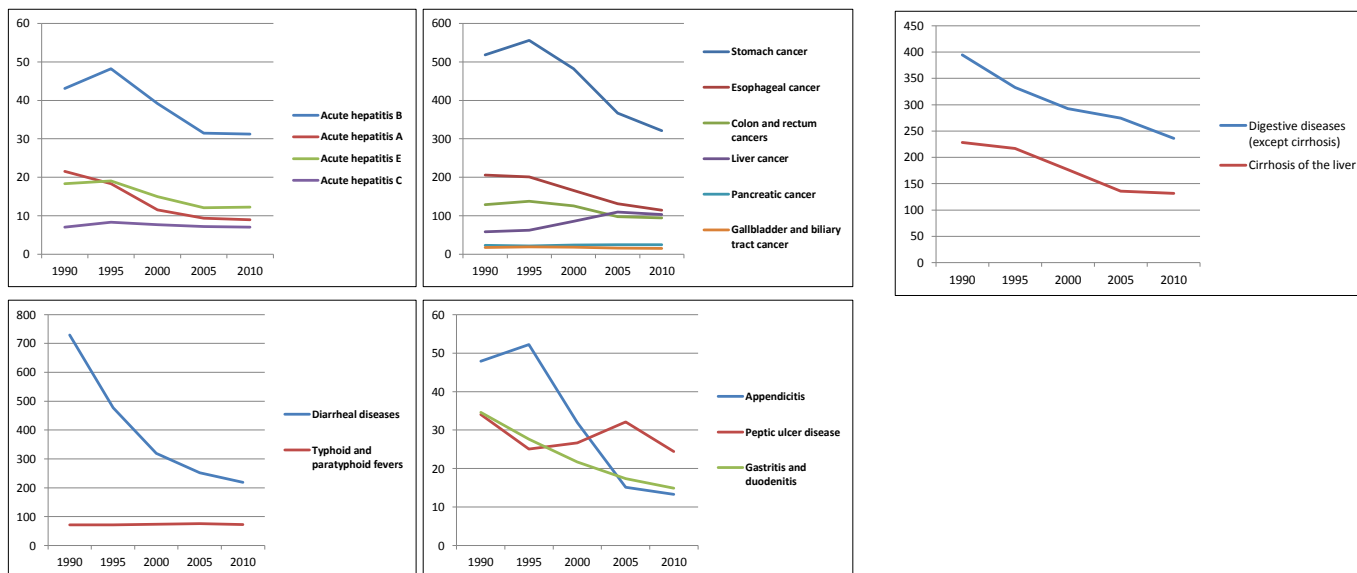 60
50
40
30
20
10
0
1990 1995 2000 2005 2010
Acute hepatitis B
Acute hepatitis A
Acute hepatitis E
Acute hepatitis C
600
500
400
300
200
100
0
1990 1995 2000 2005 2010
Stomach cancer
Esophageal cancer
Colon and rectum
cancers
Liver cancer
Pancreatic cancer
Gallbladder and biliary
tract cancer
450
400
350
300
250
200
150
100
50
0
1990 1995 2000 2005 2010
Digestive diseases
(except cirrhosis)
Cirrhosis of the liver
800
700
600
500
400
300
200
100
0
1990 1995 2000 2005 2010
Diarrheal diseases
Typhoid and
paratyphoid fevers
60
50
40
30
20
10
0
1990 1995 2000 2005 2010
Appendicitis
Peptic ulcer disease
Gastritis and
duodenitis